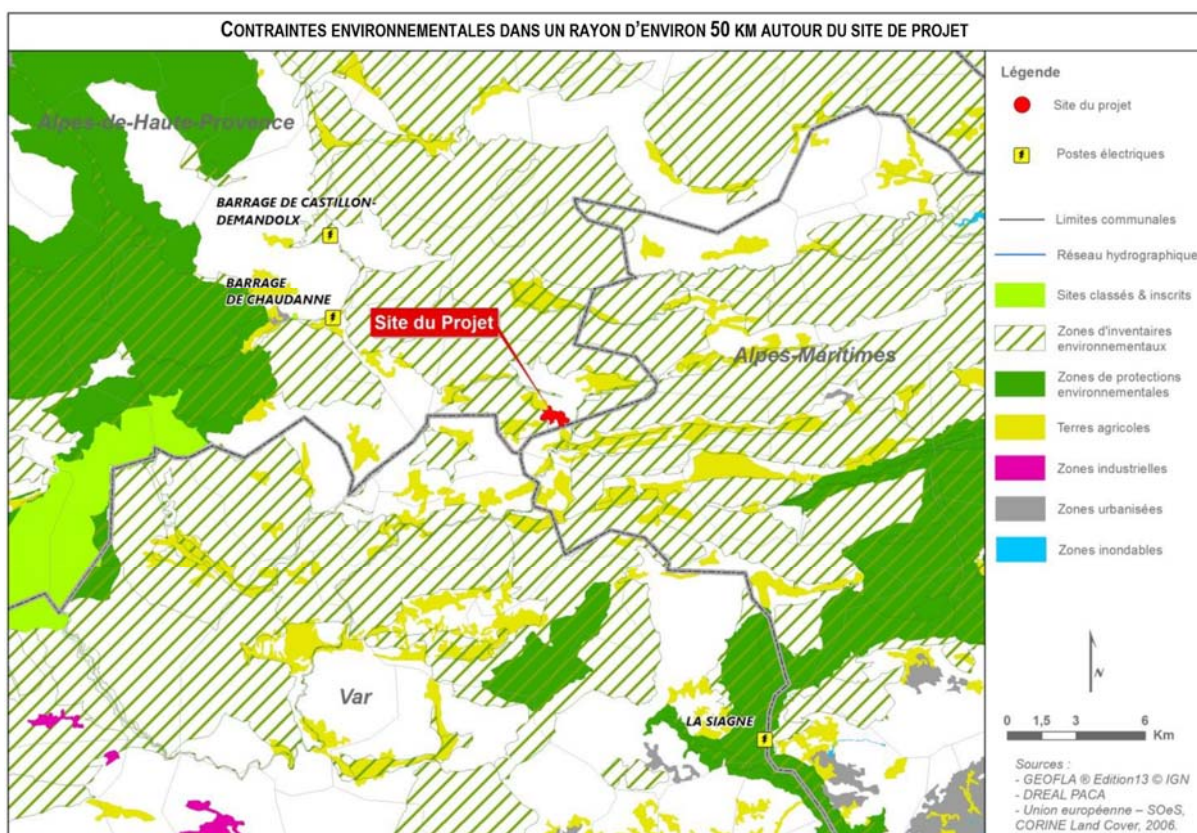 CONTRAINTES ENVIRONNEMENTALES DANS UN RAYON D'ENVIRON 50 KM AUTOUR DU SITE DE PROJET
Alpes-de-Haute-Provence
BARRAGE DE CASTILLON-
DEMANDOLX
BARRAGE
DE CHAUDANNE
Site du Projet
Alpes-Maritimes
Var
LA SIAGNE
Légende
Site du projet
Postes électriques
Limites communales
Réseau hydrographique
Sites classés & inscrits
Zones d'inventaires
environnementaux
Zones de protections
environnementales
Terres agricoles
Zones industrielles
Zones urbanisées
Zones inondables
N
0 1,5 3 6
Km
Sources :
- GEOFLA ® Edition13 © IGN
- DREAL PACA
- Union européenne – SOeS,
CORINE Land Cover, 2006.